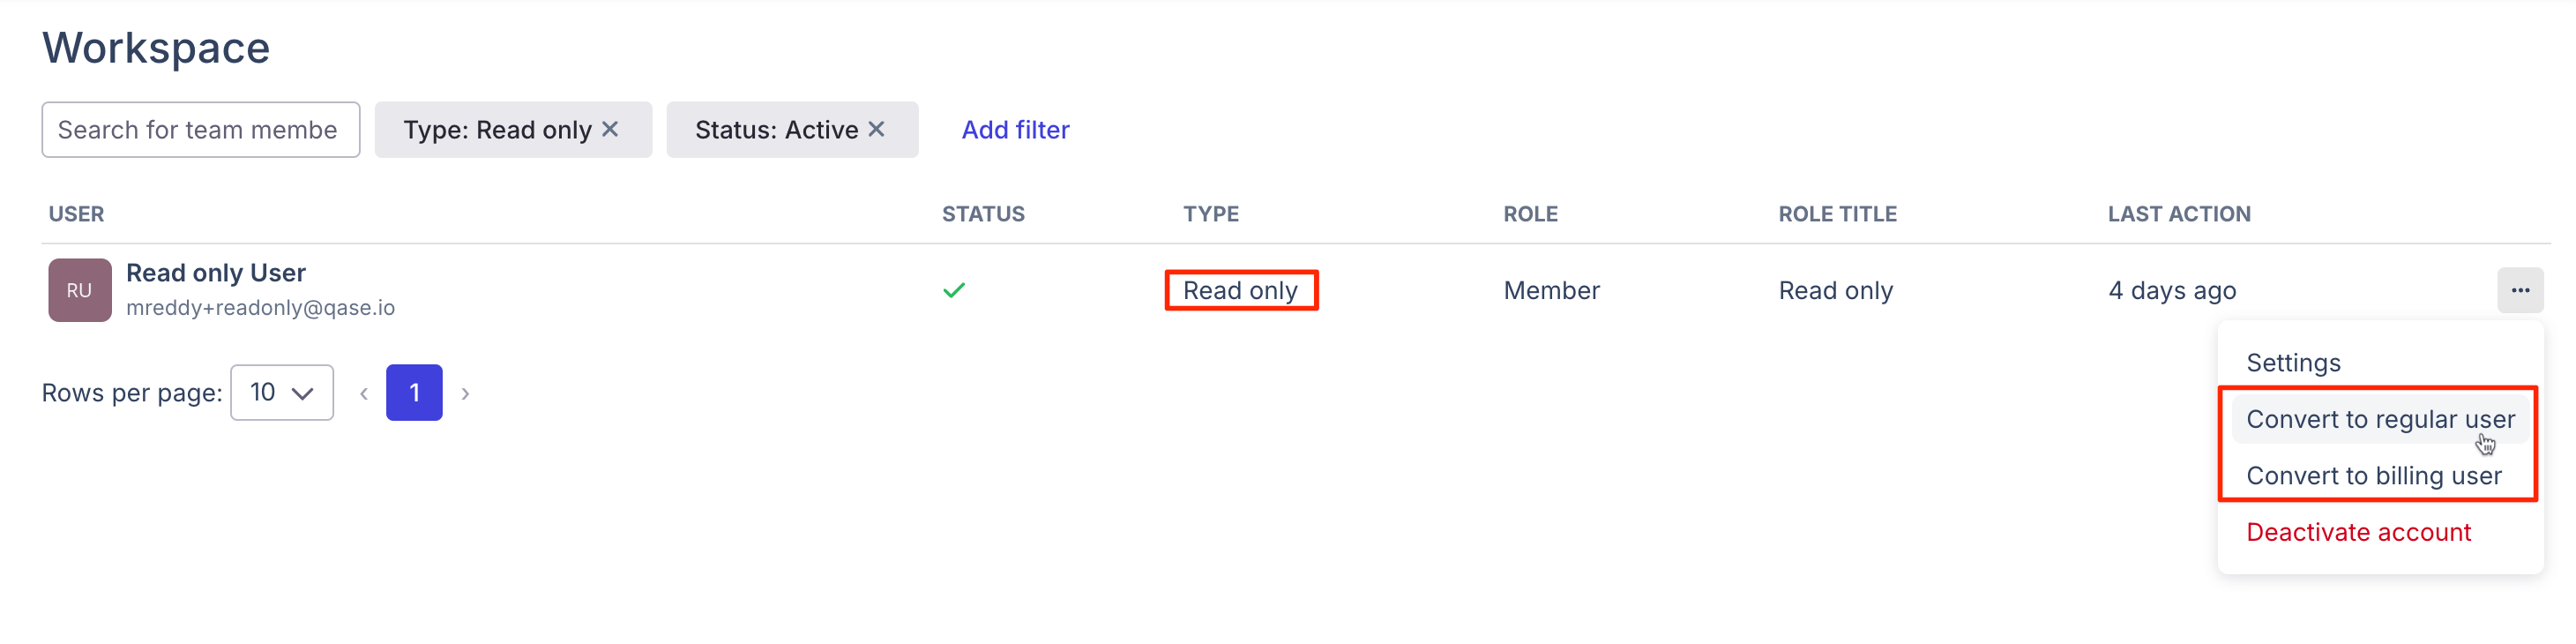 Workspace
Search for team membe Type: Read only Status: Active Add filter
USER STATUS TYPE ROLE ROLE TITLE LAST ACTION
RU Read only User
mreddy+readonly@qase.io Read only Member Read only 4 days ago ...
Settings
Convert to regular user
Convert to billing user
Deactivate account
Rows per page: 10 ‹ 1 ›